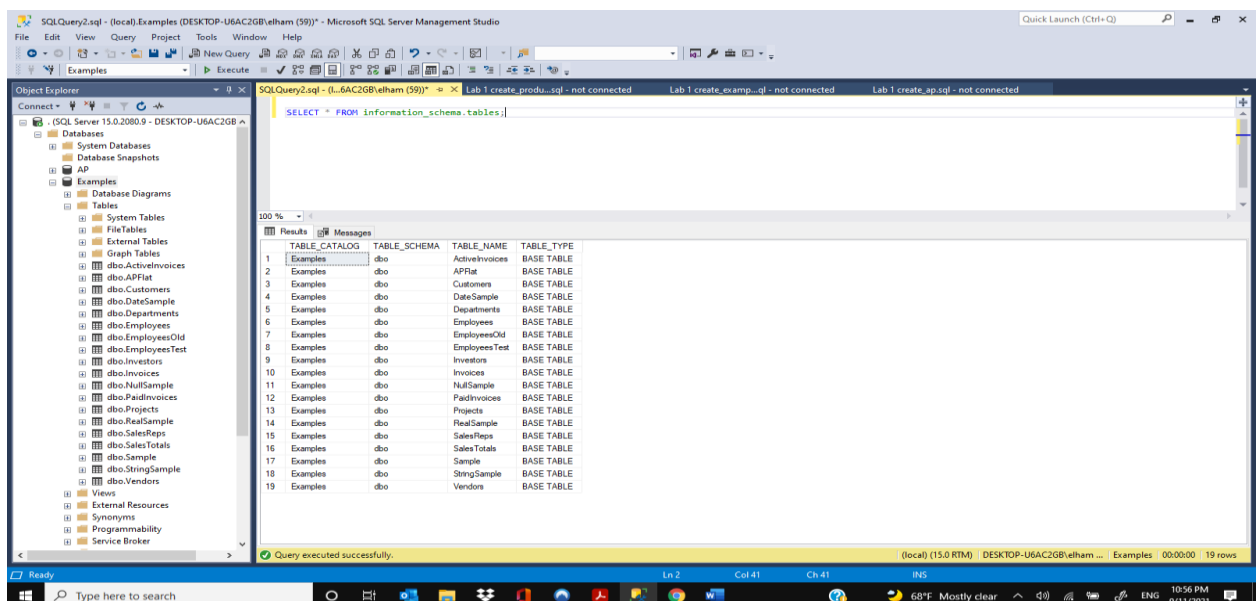 SQLQuery2.sql - (local).Examples (DESKTOP-U6AC2GB\elham (59))* - Microsoft SQL Server Management Studio
Quick Launch (Ctrl+Q)
File Edit View Query Project Tools Window Help
New Query
Examples Execute
Object Explorer
SQLQuery2.sql - (l...6AC2GB\elham (59))* Lab 1 create_produ...sql - not connected Lab 1 create_examp...ql - not connected Lab 1 create_ap.sql - not connected
Connect
. (SQL Server 15.0.2080.9 - DESKTOP-U6AC2GB
Databases
System Databases
Database Snapshots
AP
Examples
Database Diagrams
Tables
System Tables
FileTables
External Tables
Graph Tables
dbo.ActiveInvoices
dbo.APFlat
dbo.Customers
dbo.DateSample
dbo.Departments
dbo.Employees
dbo.EmployeesOld
dbo.EmployeesTest
dbo.Investors
dbo.Invoices
dbo.NullSample
dbo.PaidInvoices
dbo.Projects
dbo.RealSample
dbo.SalesReps
dbo.SalesTotals
dbo.Sample
dbo.StringSample
dbo.Vendors
Views
External Resources
Synonyms
Programmability
Service Broker
SELECT * FROM information_schema.tables;
100 %
Results Messages
TABLE_CATALOG TABLE_SCHEMA TABLE_NAME TABLE_TYPE
1 Examples dbo ActiveInvoices BASE TABLE
2 Examples dbo APFlat BASE TABLE
3 Examples dbo Customers BASE TABLE
4 Examples dbo DateSample BASE TABLE
5 Examples dbo Departments BASE TABLE
6 Examples dbo Employees BASE TABLE
7 Examples dbo EmployeesOld BASE TABLE
8 Examples dbo EmployeesTest BASE TABLE
9 Examples dbo Investors BASE TABLE
10 Examples dbo Invoices BASE TABLE
11 Examples dbo NullSample BASE TABLE
12 Examples dbo PaidInvoices BASE TABLE
13 Examples dbo Projects BASE TABLE
14 Examples dbo RealSample BASE TABLE
15 Examples dbo SalesReps BASE TABLE
16 Examples dbo SalesTotals BASE TABLE
17 Examples dbo Sample BASE TABLE
18 Examples dbo StringSample BASE TABLE
19 Examples dbo Vendors BASE TABLE
Query executed successfully. (local) (15.0 RTM) DESKTOP-U6AC2GB\elham ... Examples 00:00:00 19 rows
Ready Ln 2 Col 41 Ch 41 INS
Type here to search 68°F Mostly clear ENG 10:56 PM